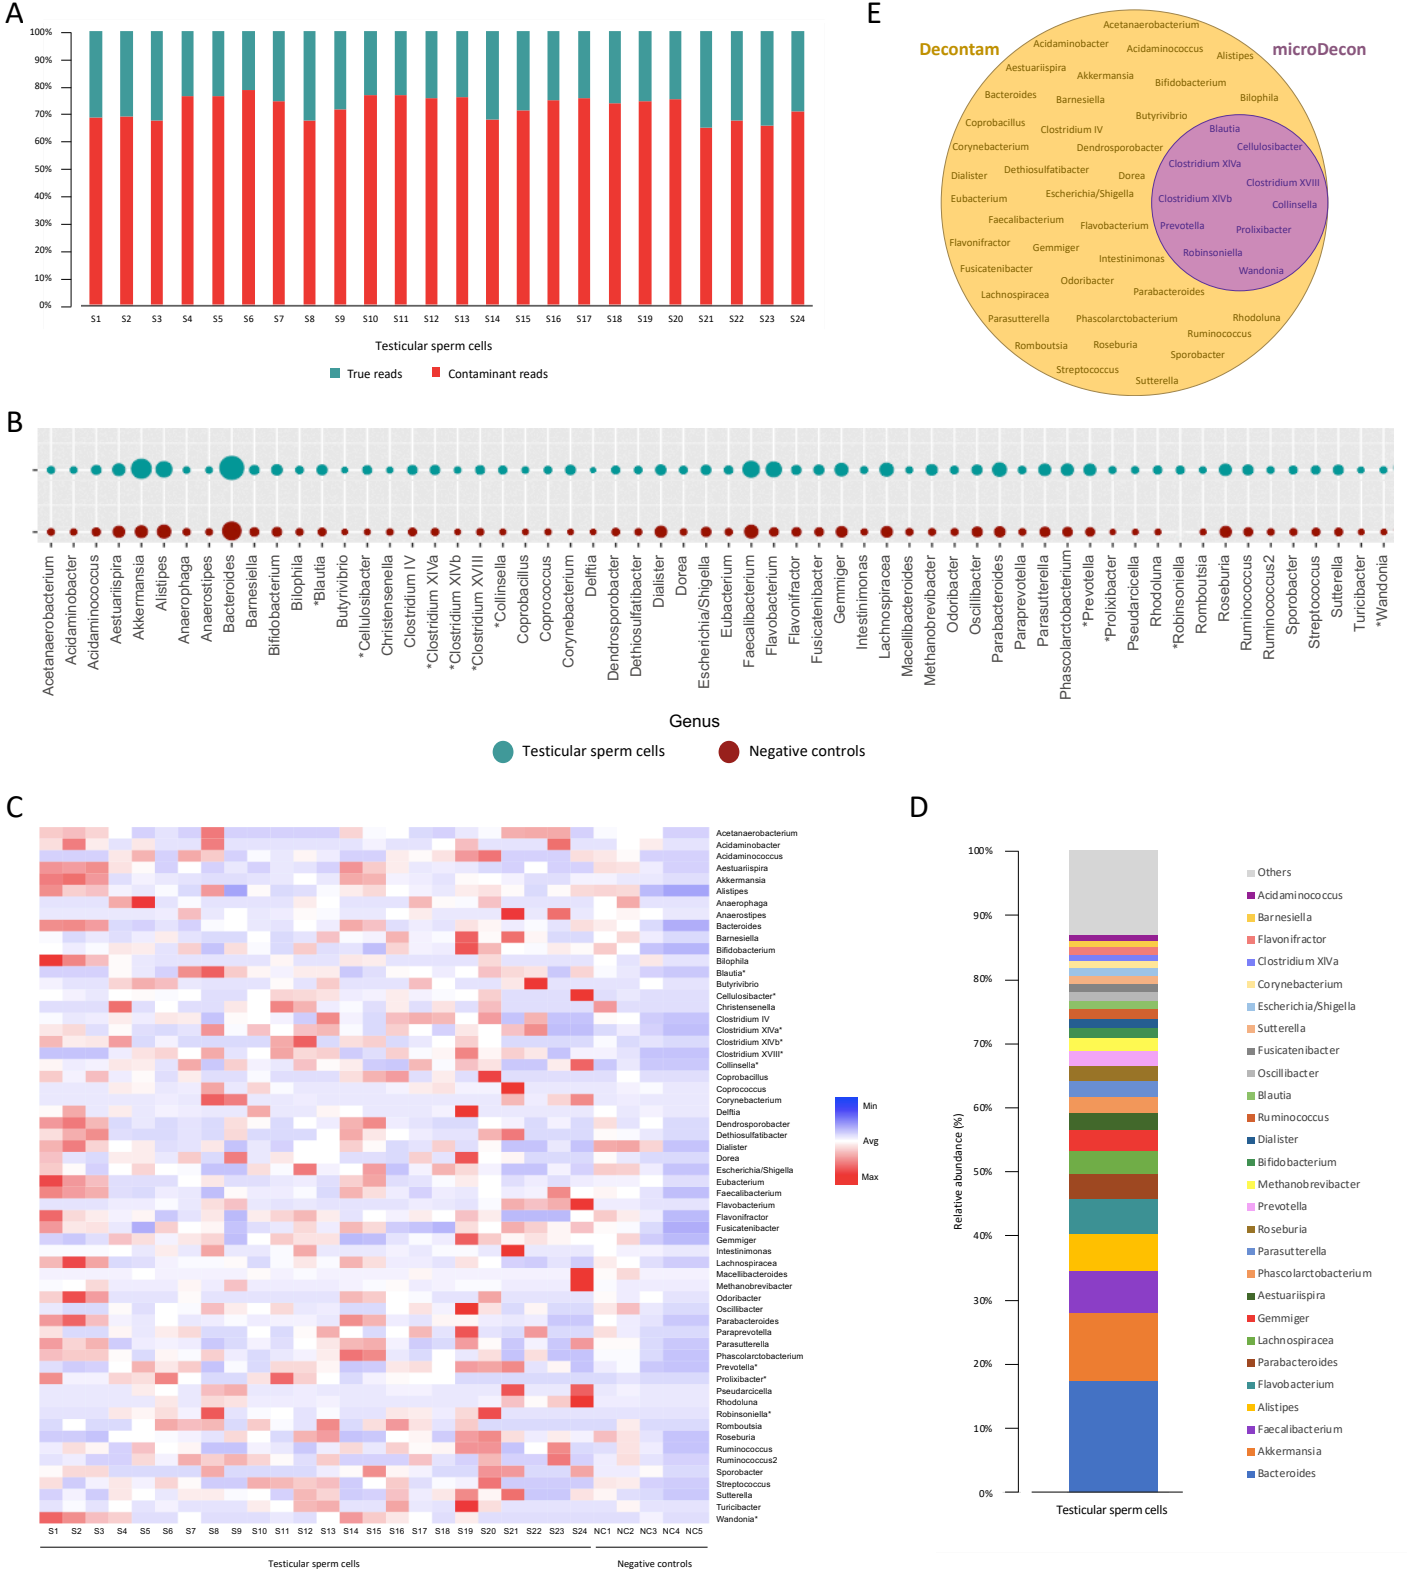 A
100%
90%
80%
70%
60%
50%
40%
30%
20%
10%
0%
S1 S2 S3 S4 S5 S6 S7 S8 S9 S10 S11 S12 S13 S14 S15 S16 S17 S18 S19 S20 S21 S22 S23 S24
Testicular sperm cells
True reads Contaminant reads
E
Decontam
microDecon
Acetanaerobacterium
Acidaminobacter
Acidaminococcus
Alistipes
Aestuariispira
Akkermansia
Bifidobacterium
Bacteroides
Barnesiella
Bilophila
Butyrivibrio
Coprobacillus
Clostridium IV
Blautia
Corynebacterium
Dendrosporobacter
Cellulosibacter
Clostridium XIVa
Dialister
Dethiosulfatibacter
Dorea
Clostridium XVIII
Eubacterium
Escherichia/Shigella
Clostridium XIVb
Collinsella
Faecalibacterium
Flavobacterium
Prevotella
Prolixibacter
Flavonifractor
Gemmiger
Intestinimonas
Robinsoniella
Fusicatenibacter
Wandonia
Odoribacter
Lachnospiracea
Parabacteroides
Parasutterella
Phascolarctobacterium
Rhodoluna
Ruminococcus
Romboutsia
Roseburia
Sporobacter
Streptococcus
Sutterella
B
Acetanaerobacterium
Acidaminobacter
Acidaminococcus
Aestuariispira
Akkermansia
Alistipes
Anaerophaga
Anaerostipes
Bacteroides
Barnesiella
Bifidobacterium
Bilophila
*Blautia
Butyrivibrio
*Cellulosibacter
Christensenella
Clostridium IV
*Clostridium XIVa
*Clostridium XIVb
*Clostridium XVIII
*Collinsella
Coprobacillus
Coprococcus
Corynebacterium
Delftia
Dendrosporobacter
Dethiosulfatibacter
Dialister
Dorea
Escherichia/Shigella
Eubacterium
Faecalibacterium
Flavobacterium
Flavonifractor
Fusicatenibacter
Gemmiger
Intestinimonas
Lachnospiracea
Macellibacteroides
Methanobrevibacter
Odoribacter
Oscillibacter
Parabacteroides
Paraprevotella
Parasutterella
Phascolarctobacterium
*Prevotella
*Prolixibacter
Pseudarcicella
Rhodoluna
*Robinsoniella
Romboutsia
Roseburia
Ruminococcus
Ruminococcus2
Sporobacter
Streptococcus
Sutterella
Turicibacter
*Wandonia
Genus
Testicular sperm cells Negative controls
C
Acetanaerobacterium
Acidaminobacter
Acidaminococcus
Aestuariispira
Akkermansia
Alistipes
Anaerophaga
Anaerostipes
Bacteroides
Barnesiella
Bifidobacterium
Bilophila
Blautia*
Butyrivibrio
Cellulosibacter*
Christensenella
Clostridium IV
Clostridium XIVa*
Clostridium XIVb*
Clostridium XVIII*
Collinsella*
Coprobacillus
Coprococcus
Corynebacterium
Delftia
Dendrosporobacter
Dethiosulfatibacter
Dialister
Dorea
Escherichia/Shigella
Eubacterium
Faecalibacterium
Flavobacterium
Flavonifractor
Fusicatenibacter
Gemmiger
Intestinimonas
Lachnospiracea
Macellibacteroides
Methanobrevibacter
Odoribacter
Oscillibacter
Parabacteroides
Paraprevotella
Parasutterella
Phascolarctobacterium
Prevotella*
Prolixibacter*
Pseudarcicella
Rhodoluna
Robinsoniella*
Romboutsia
Roseburia
Ruminococcus
Ruminococcus2
Sporobacter
Streptococcus
Sutterella
Turicibacter
Wandonia*
S1 S2 S3 S4 S5 S6 S7 S8 S9 S10 S11 S12 S13 S14 S15 S16 S17 S18 S19 S20 S21 S22 S23 S24 NC1 NC2 NC3 NC4 NC5
Testicular sperm cells Negative controls
Min
Avg
Max
D
100%
90%
80%
70%
60%
50%
40%
30%
20%
10%
0%
Relative abundance (%)
Testicular sperm cells
Others
Acidaminococcus
Barnesiella
Flavonifractor
Clostridium XIVa
Corynebacterium
Escherichia/Shigella
Sutterella
Fusicatenibacter
Oscillibacter
Blautia
Ruminococcus
Dialister
Bifidobacterium
Methanobrevibacter
Prevotella
Roseburia
Parasutterella
Phascolarctobacterium
Aestuariispira
Gemmiger
Lachnospiracea
Parabacteroides
Flavobacterium
Alistipes
Faecalibacterium
Akkermansia
Bacteroides